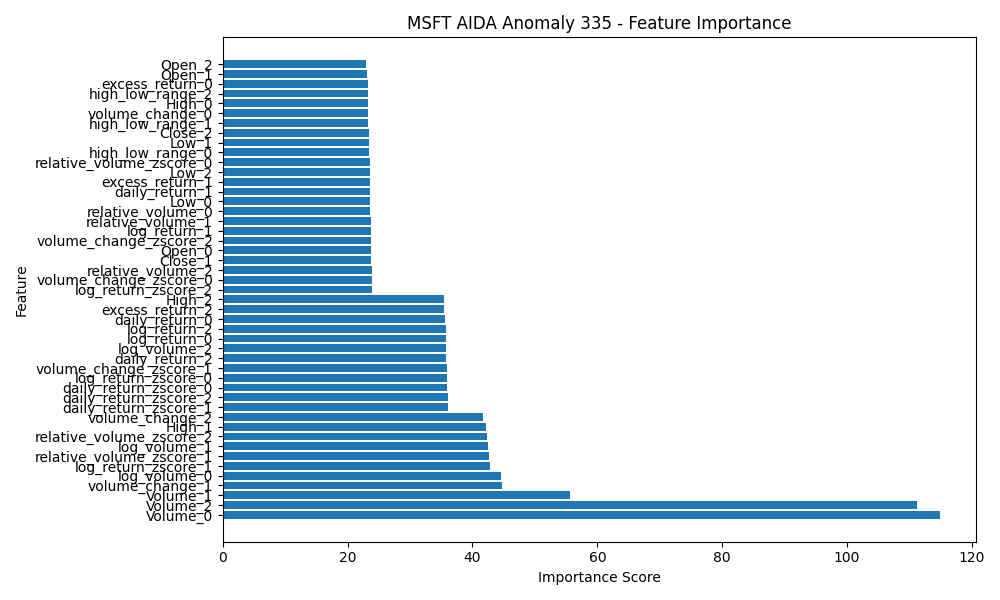 MSFT AIDA Anomaly 335 - Feature Importance
Open_2
Open_1
excess_return_0
high_low_range_2
High_0
volume_change_0
high_low_range_1
Close_2
Low_1
high_low_range_0
relative_volume_zscore_0
Low_2
excess_return_1
daily_return_1
Low_0
relative_volume_0
relative_volume_1
log_return_1
volume_change_zscore_2
Open_0
Close_1
relative_volume_2
volume_change_zscore_0
log_return_zscore_2
High_2
excess_return_2
daily_return_0
log_return_2
log_return_0
log_volume_2
daily_return_2
volume_change_zscore_1
log_return_zscore_0
daily_return_zscore_0
daily_return_zscore_2
daily_return_zscore_1
volume_change_2
High_1
relative_volume_zscore_2
log_volume_1
relative_volume_zscore_1
log_return_zscore_1
log_volume_0
volume_change_1
Volume_1
Volume_2
Volume_0
Feature
0 20 40 60 80 100 120
Importance Score